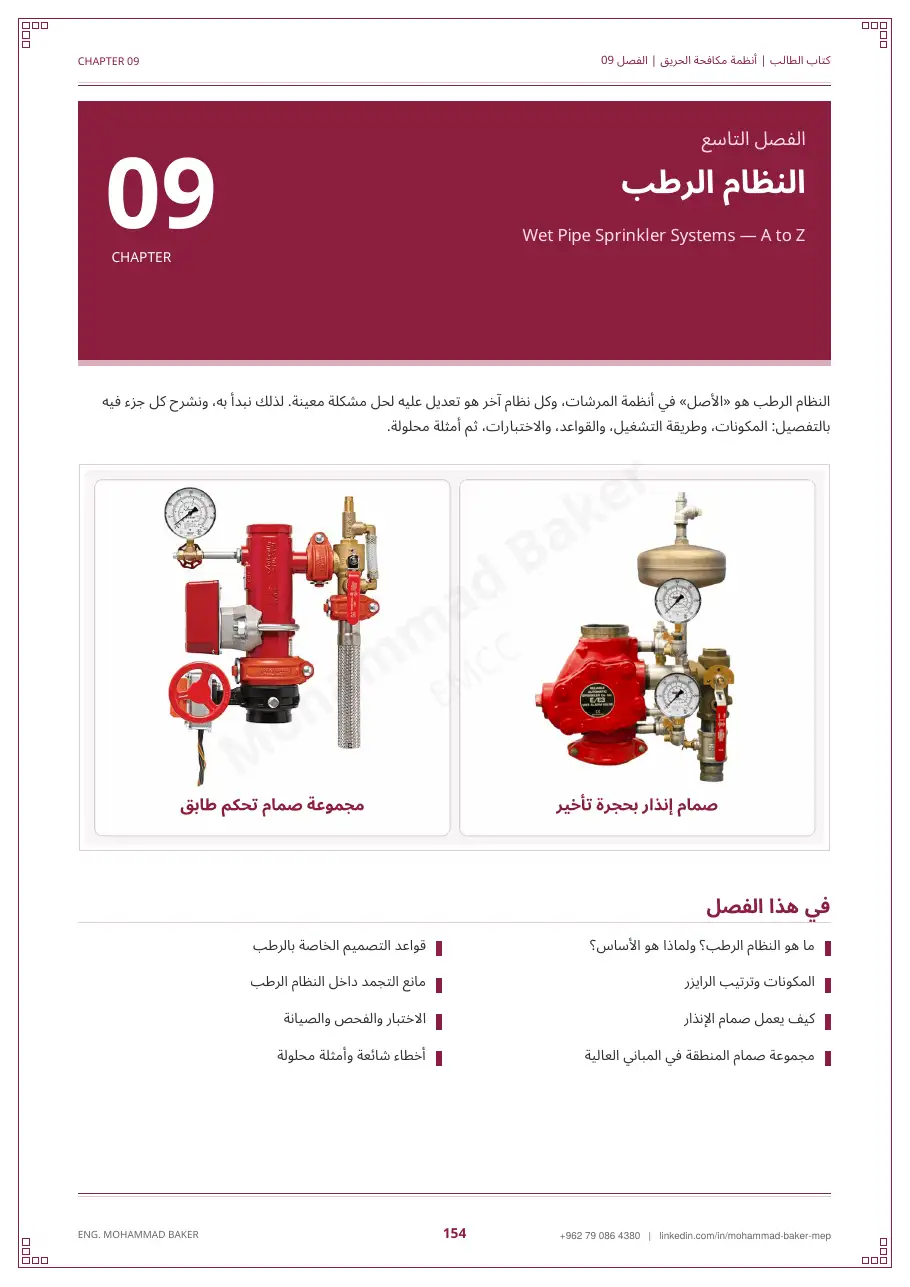 كتاب الطالب | أنظمة مكافحة الحريق | الفصل 09
CHAPTER 09
الفصل التاسع
النظام الرطب
Wet Pipe Sprinkler Systems — A to Z
09
CHAPTER
النظام الرطب هو «الأصل» في أنظمة المرشات، وكل نظام آخر هو تعديل عليه لحل مشكلة معينة. لذلك نبدأ به، ونشرح كل جزء فيه
بالتفصيل: المكونات، وطريقة التشغيل، والقواعد، والاختبارات، ثم أمثلة محلولة.
Mohammad Baker
EMCC
RELIABLE
AUTOMATIC
SPRINKLER Co. Inc.
E/E3
صمام إنذار بحجرة تأخير
مجموعة صمام تحكم طابق
في هذا الفصل
ما هو النظام الرطب؟ ولماذا هو الأساس؟
المكونات وترتيب الرايزر
كيف يعمل صمام الإنذار
مجموعة صمام المنطقة في المباني العالية
قواعد التصميم الخاصة بالرطب
مانع التجمد داخل النظام الرطب
الاختبار والفحص والصيانة
أخطاء شائعة وأمثلة محلولة
ENG. MOHAMMAD BAKER
154
+962 79 086 4380 | linkedin.com/in/mohammad-baker-mep